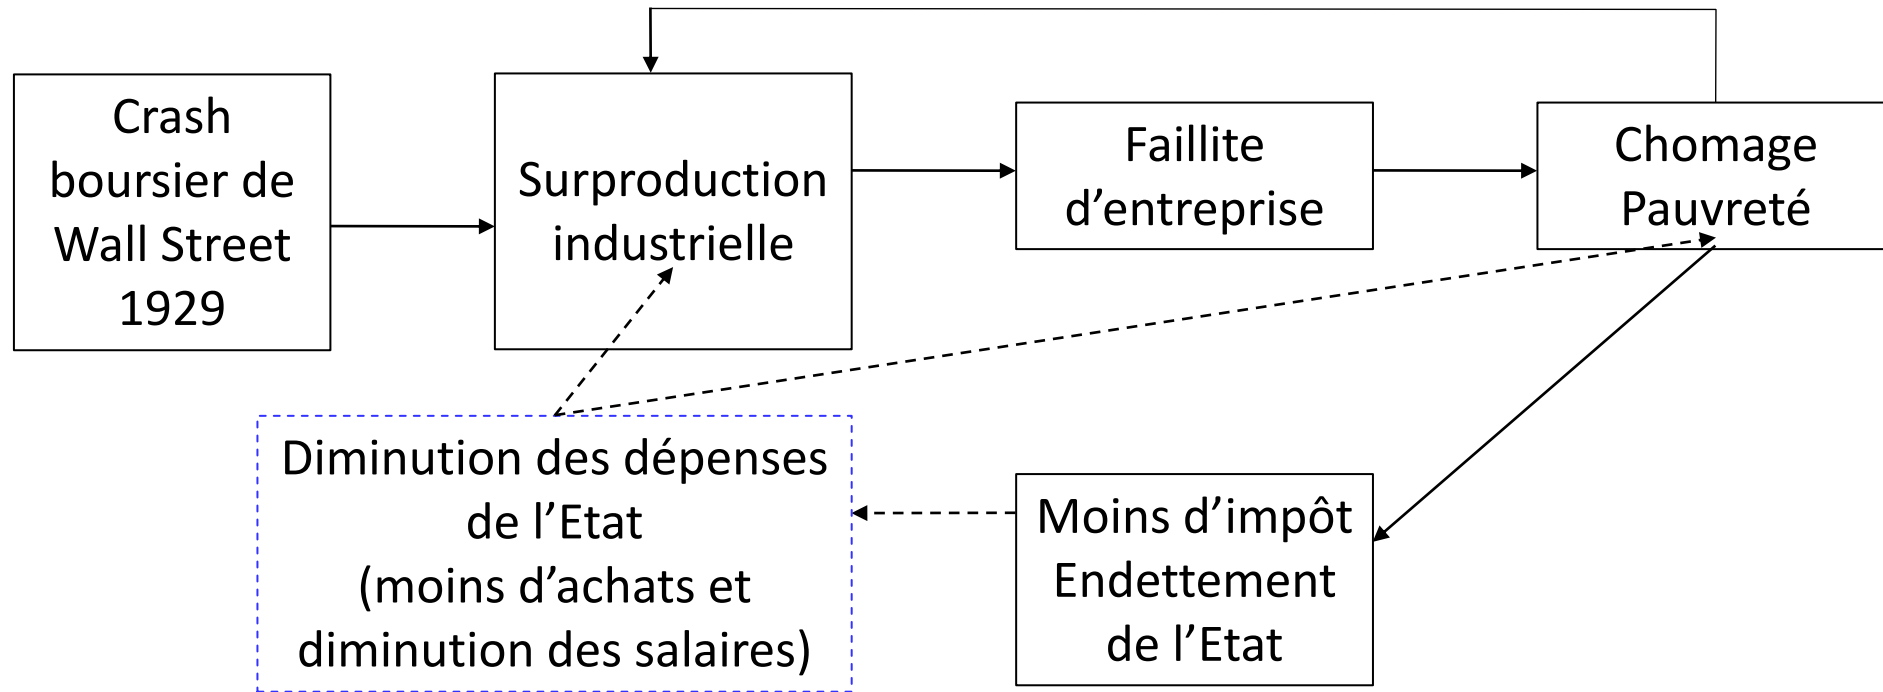 Crash
boursier de
Wall Street
1929
Surproduction
industrielle
Faillite
d’entreprise
Chomage
Pauvreté
Diminution des dépenses
de l’Etat
(moins d’achats et
diminution des salaires)
Moins d’impôt
Endettement
de l’Etat